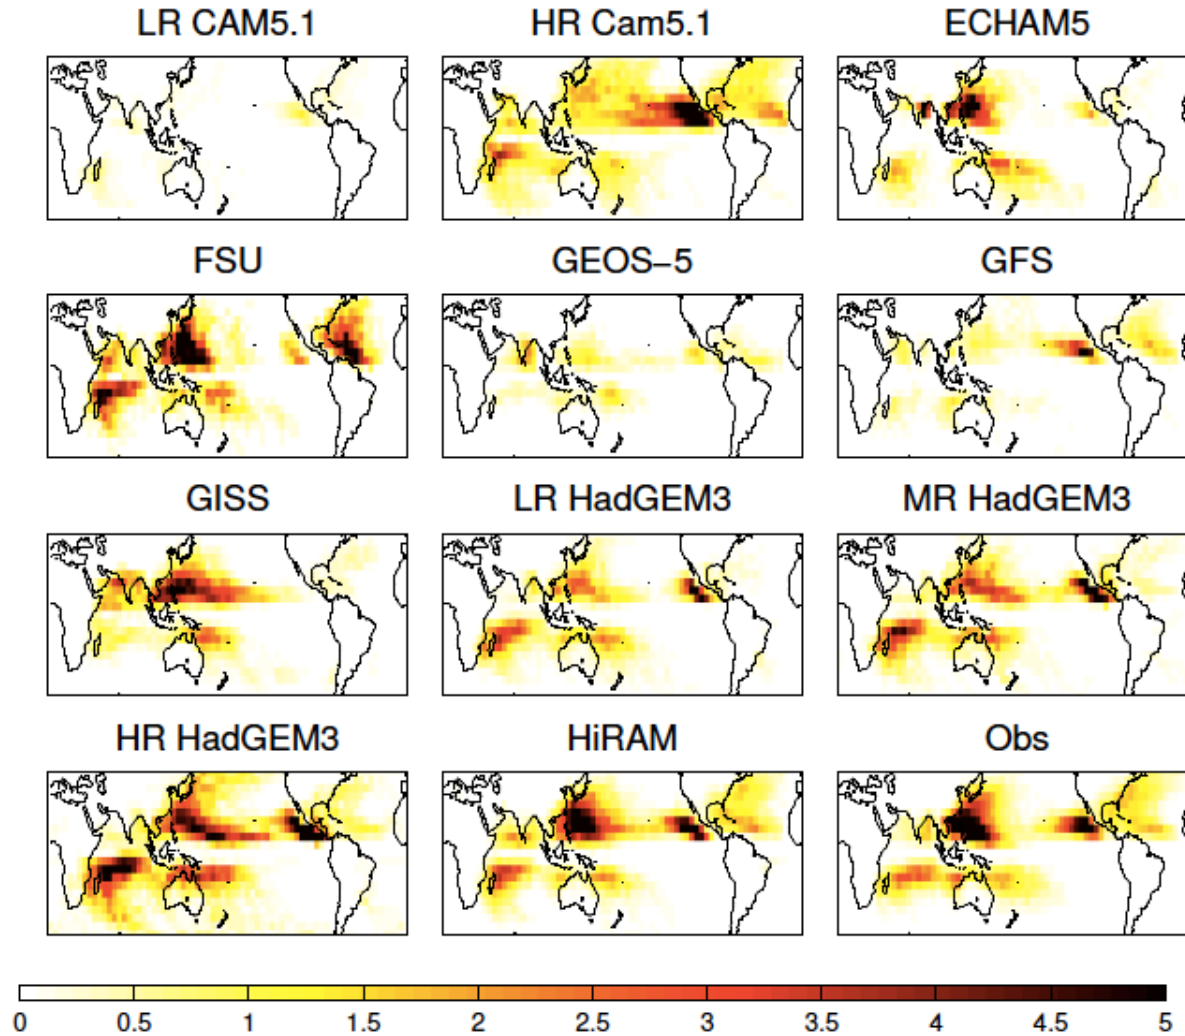 LR CAM5.1 HR Cam5.1 ECHAM5
FSU GEOS−5 GFS
GISS LR HadGEM3 MR HadGEM3
HR HadGEM3 HiRAM Obs
0 0.5 1 1.5 2 2.5 3 3.5 4 4.5 5